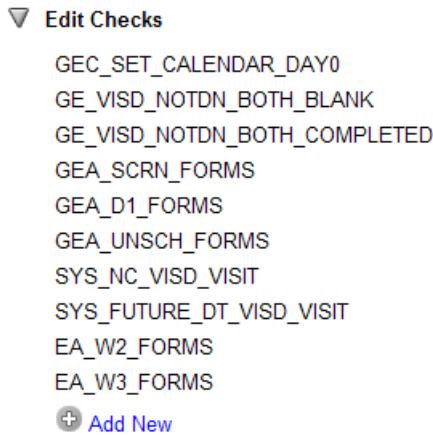 Edit Checks
GEC_SET_CALENDAR_DAY0
GE_VISD_NOTDN_BOTH_BLANK
GE_VISD_NOTDN_BOTH_COMPLETED
GEA_SCRN_FORMS
GEA_D1_FORMS
GEA_UNSCH_FORMS
SYS_NC_VISD_VISIT
SYS_FUTURE_DT_VISD_VISIT
EA_W2_FORMS
EA_W3_FORMS
Add New